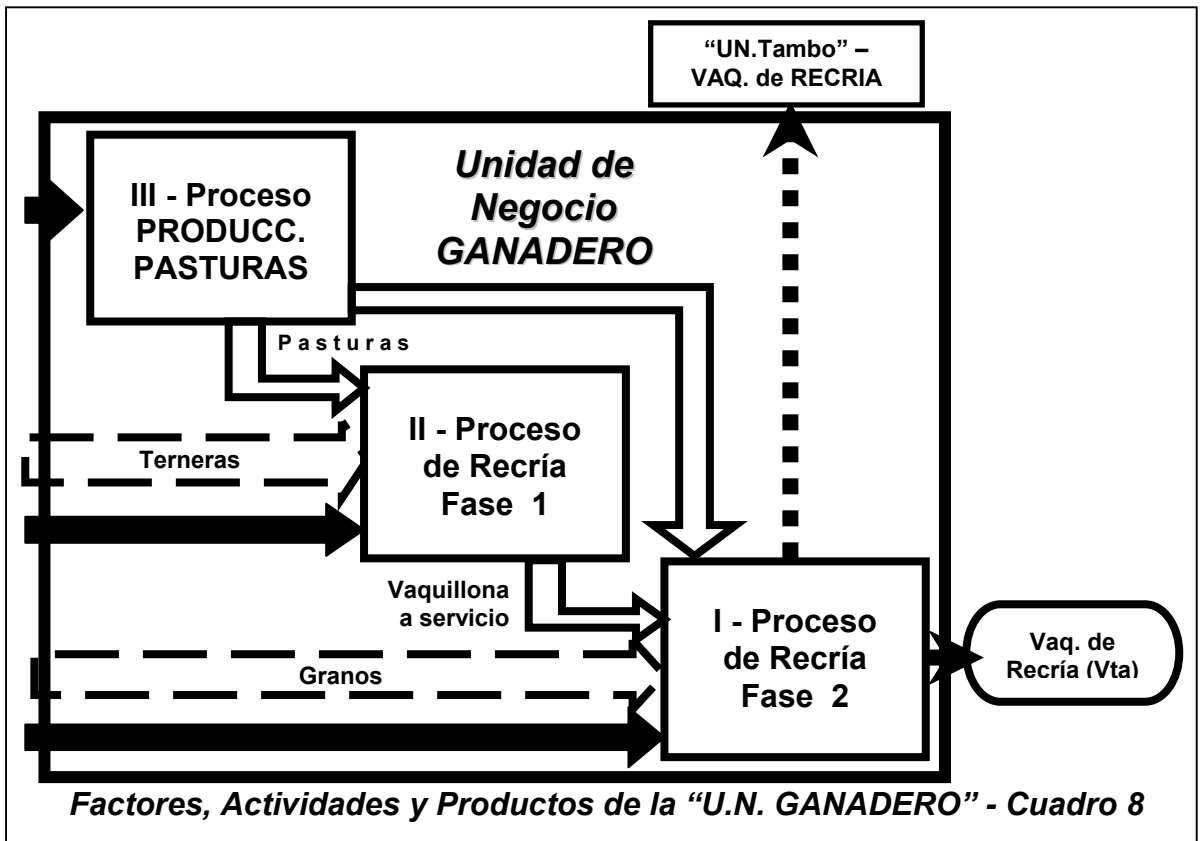 “UN.Tambo” –
VAQ. de RECRIA
Unidad de
Negocio
GANADERO
III - Proceso
PRODUCC.
PASTURAS
Pasturas
II - Proceso
de Recría
Fase 1
Terneras
Vaquillona
a servicio
I - Proceso
de Recría
Fase 2
Granos
Vaq. de
Recría (Vta)
Factores, Actividades y Productos de la “U.N. GANADERO” - Cuadro 8